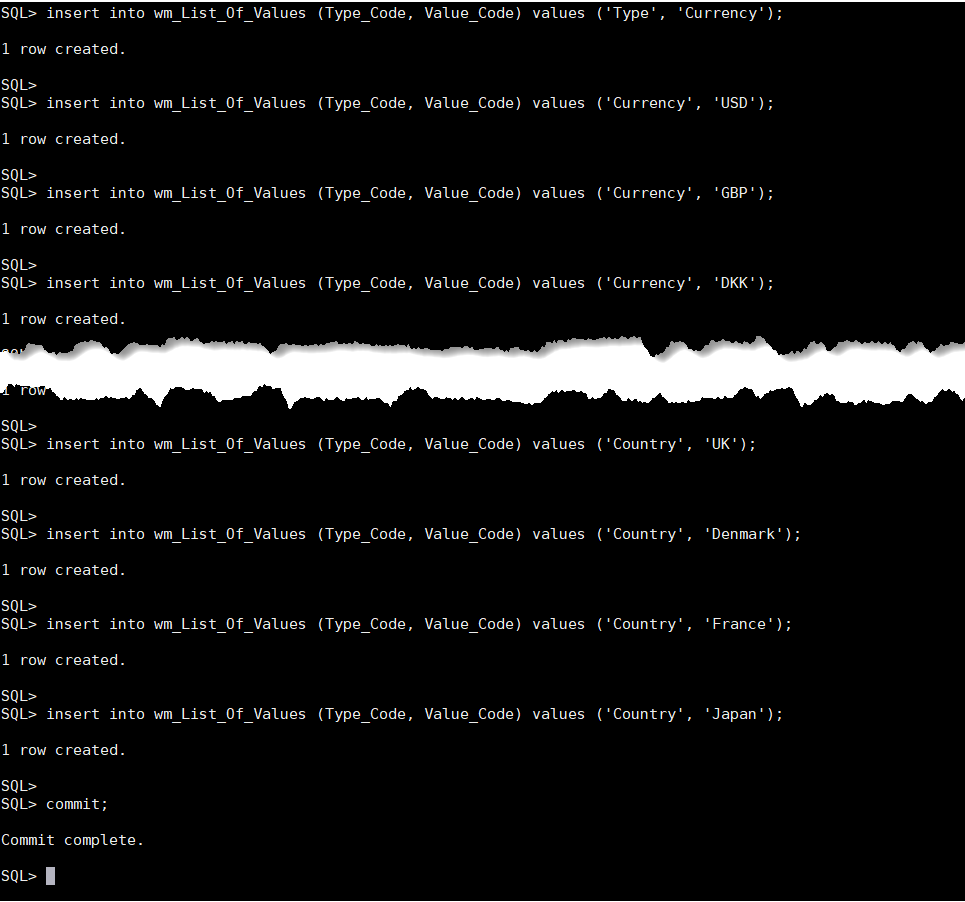 SQL> insert into wm_List_Of_Values (Type_Code, Value_Code) values ('Type', 'Currency');
1 row created.
SQL>
SQL> insert into wm_List_Of_Values (Type_Code, Value_Code) values ('Currency', 'USD');
1 row created.
SQL>
SQL> insert into wm_List_Of_Values (Type_Code, Value_Code) values ('Currency', 'GBP');
1 row created.
SQL>
SQL> insert into wm_List_Of_Values (Type_Code, Value_Code) values ('Currency', 'DKK');
1 row created.
1 row
SQL>
SQL> insert into wm_List_Of_Values (Type_Code, Value_Code) values ('Country', 'UK');
1 row created.
SQL>
SQL> insert into wm_List_Of_Values (Type_Code, Value_Code) values ('Country', 'Denmark');
1 row created.
SQL>
SQL> insert into wm_List_Of_Values (Type_Code, Value_Code) values ('Country', 'France');
1 row created.
SQL>
SQL> insert into wm_List_Of_Values (Type_Code, Value_Code) values ('Country', 'Japan');
1 row created.
SQL>
SQL> commit;
Commit complete.
SQL>